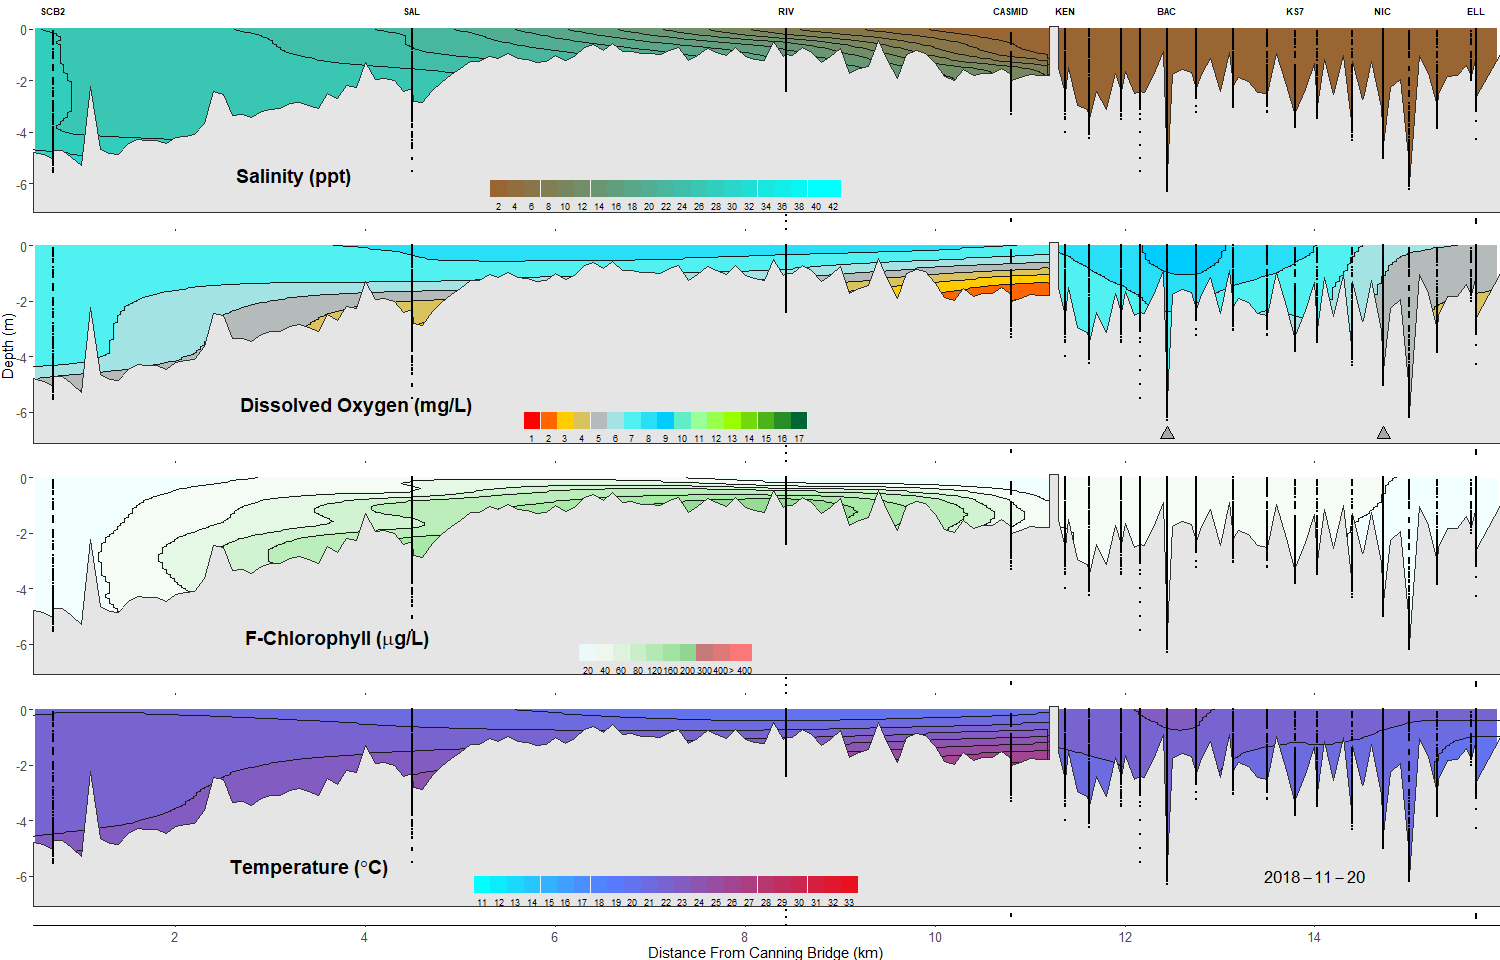 SCB2 SAL RIV CASMID KEN BAC KS7 NIC ELL
0
-2
-4
-6
Salinity (ppt)
2 4 6 8 10 12 14 16 18 20 22 24 26 28 30 32 34 36 38 40 42
0
-2
-4
-6
Depth (m)
Dissolved Oxygen (mg/L)
1 2 3 4 5 6 7 8 9 10 11 12 13 14 15 16 17
0
-2
-4
-6
F-Chlorophyll (μg/L)
20 40 60 80 120 160 200 300 400 > 400
0
-2
-4
-6
Temperature (°C)
2018-11-20
11 12 13 14 15 16 17 18 19 20 21 22 23 24 25 26 27 28 29 30 31 32 33
2 4 6 8 10 12 14
Distance From Canning Bridge (km)